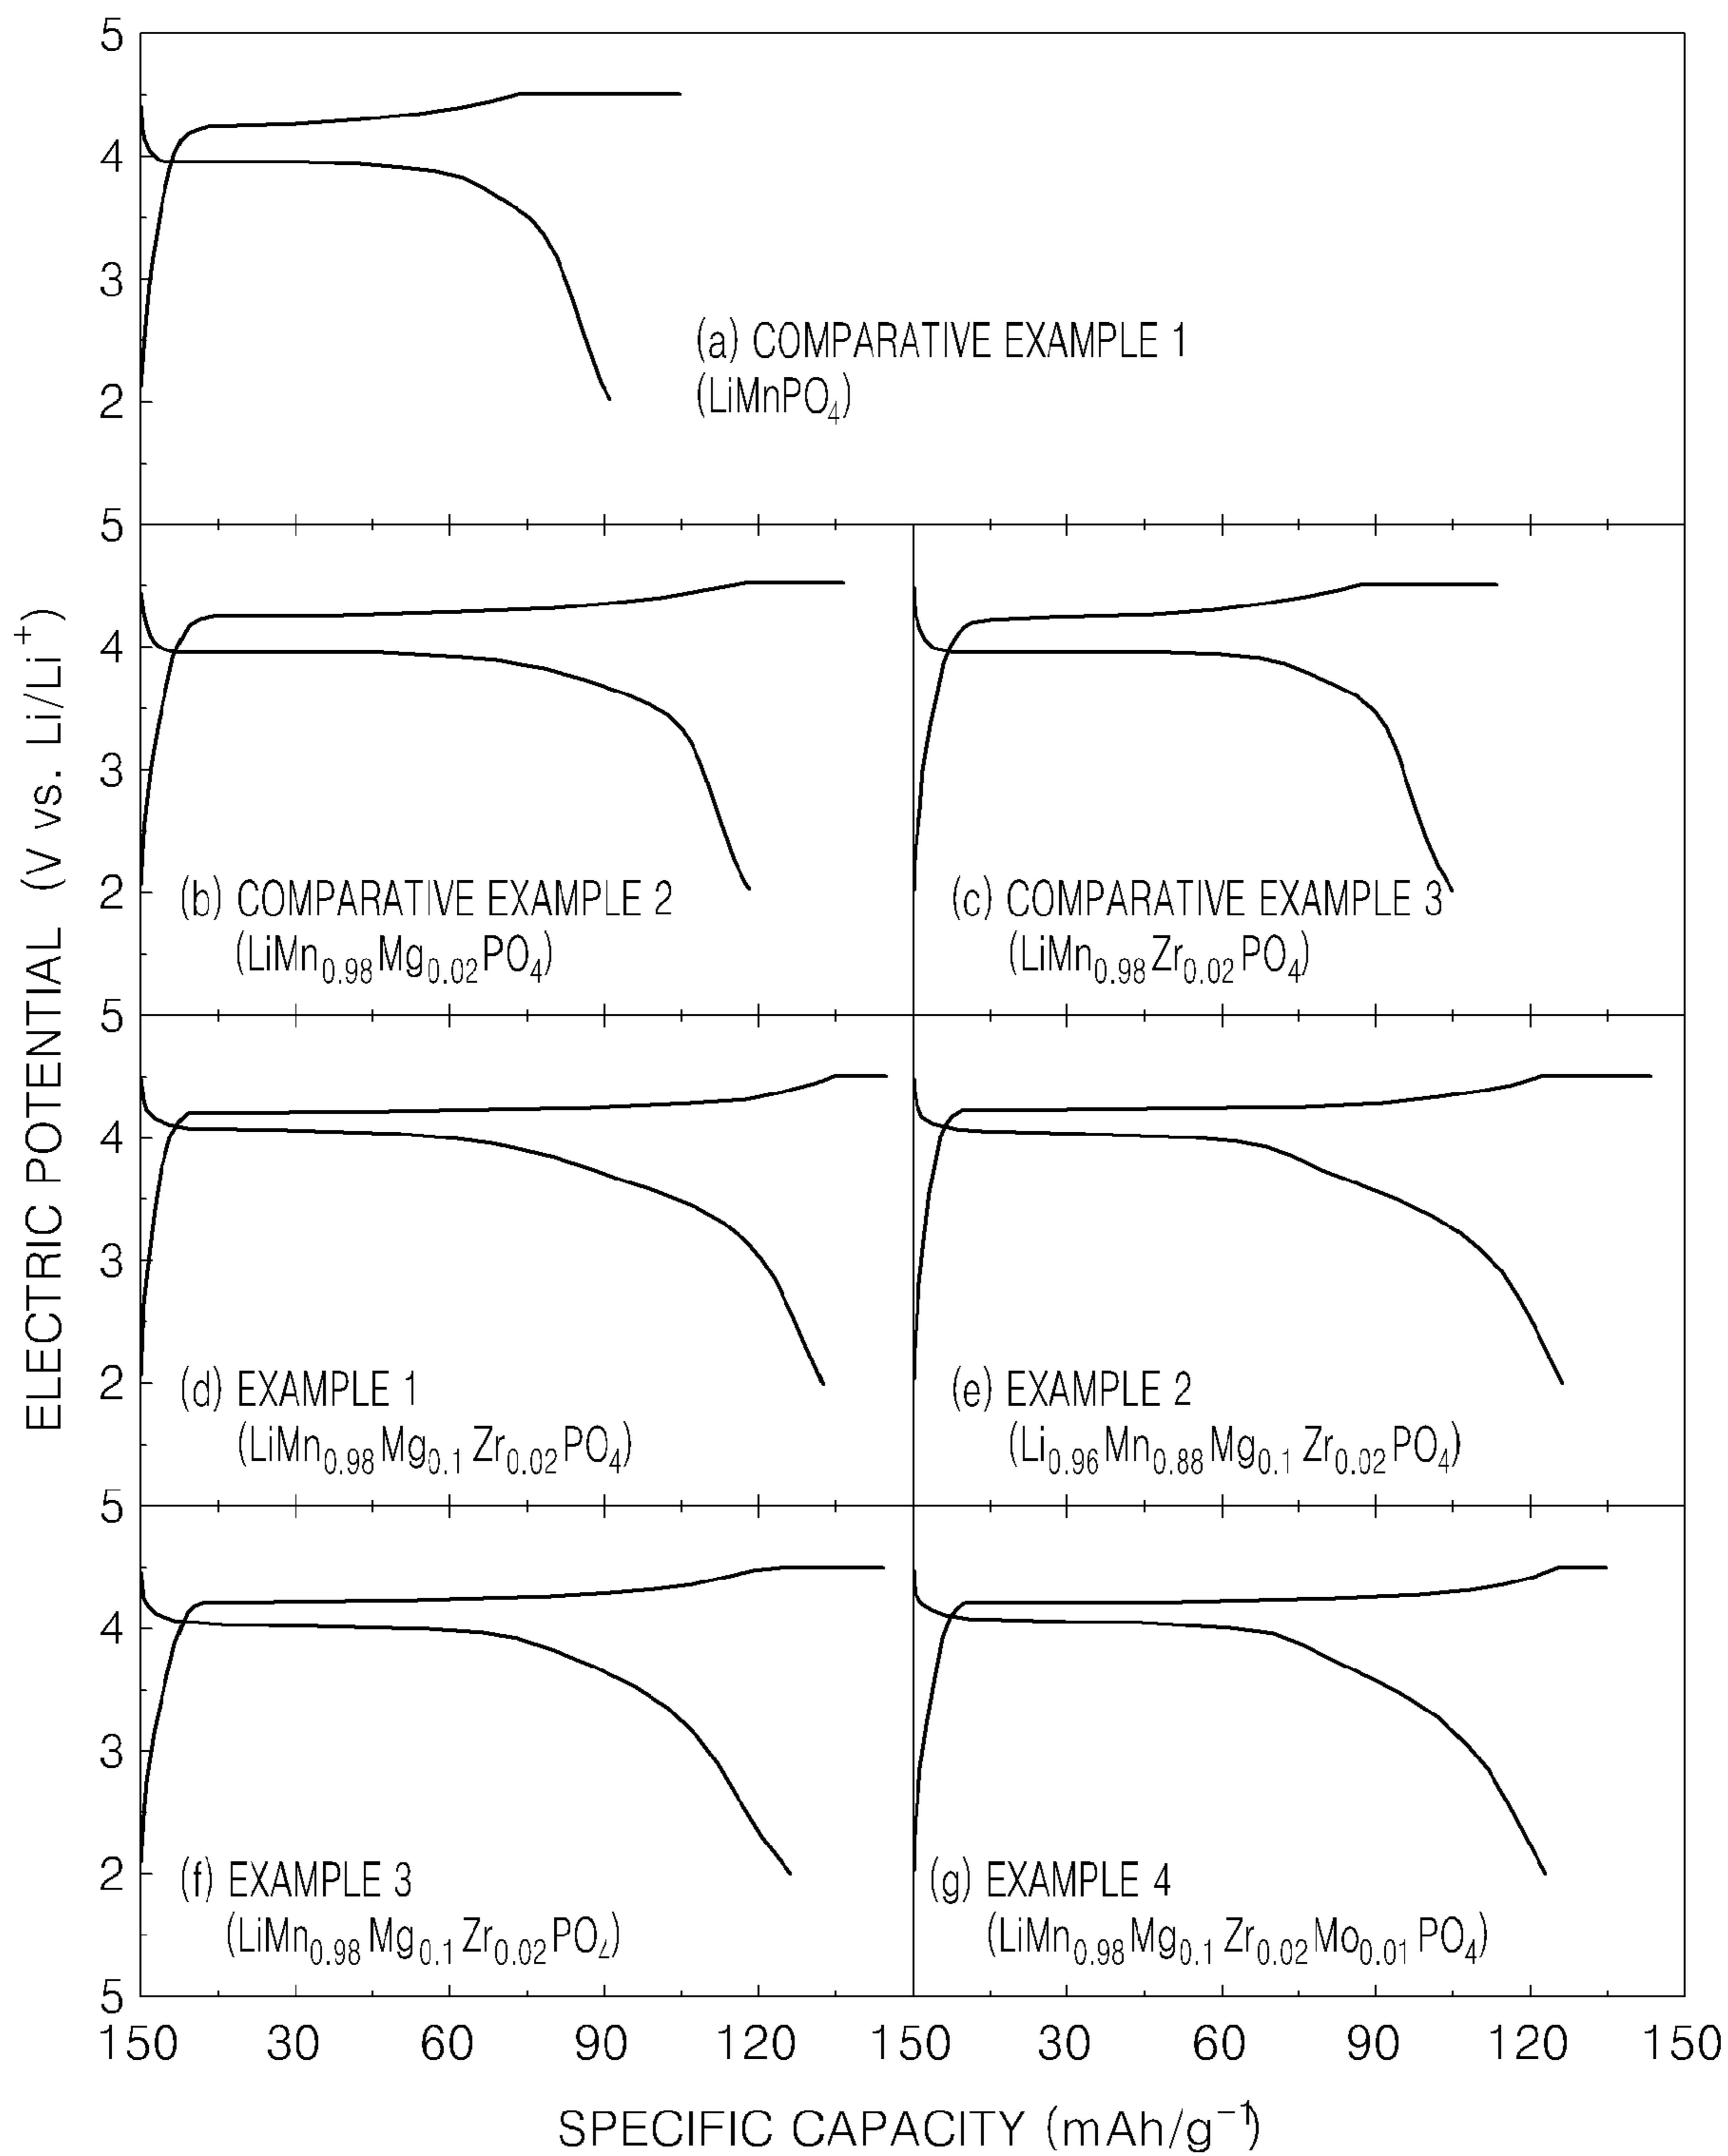 ELECTRIC POTENTIAL (V vs. Li/Li⁺)
5
4
3
2
(a) COMPARATIVE EXAMPLE 1
(LiMnPO₄)
5
4
3
2
(b) COMPARATIVE EXAMPLE 2
(LiMn₀.₉₈Mg₀.₀₂PO₄)
(c) COMPARATIVE EXAMPLE 3
(LiMn₀.₉₈Zr₀.₀₂PO₄)
5
4
3
2
(d) EXAMPLE 1
(LiMn₀.₉₈Mg₀.₁Zr₀.₀₂PO₄)
(e) EXAMPLE 2
(Li₀.₉₆Mn₀.₈₈Mg₀.₁Zr₀.₀₂PO₄)
5
4
3
2
(f) EXAMPLE 3
(LiMn₀.₉₈Mg₀.₁Zr₀.₀₂PO₄)
(g) EXAMPLE 4
(LiMn₀.₉₈Mg₀.₁Zr₀.₀₂Mo₀.₀₁PO₄)
5
150 30 60 90 120 150 30 60 90 120 150
SPECIFIC CAPACITY (mAh/g⁻¹)